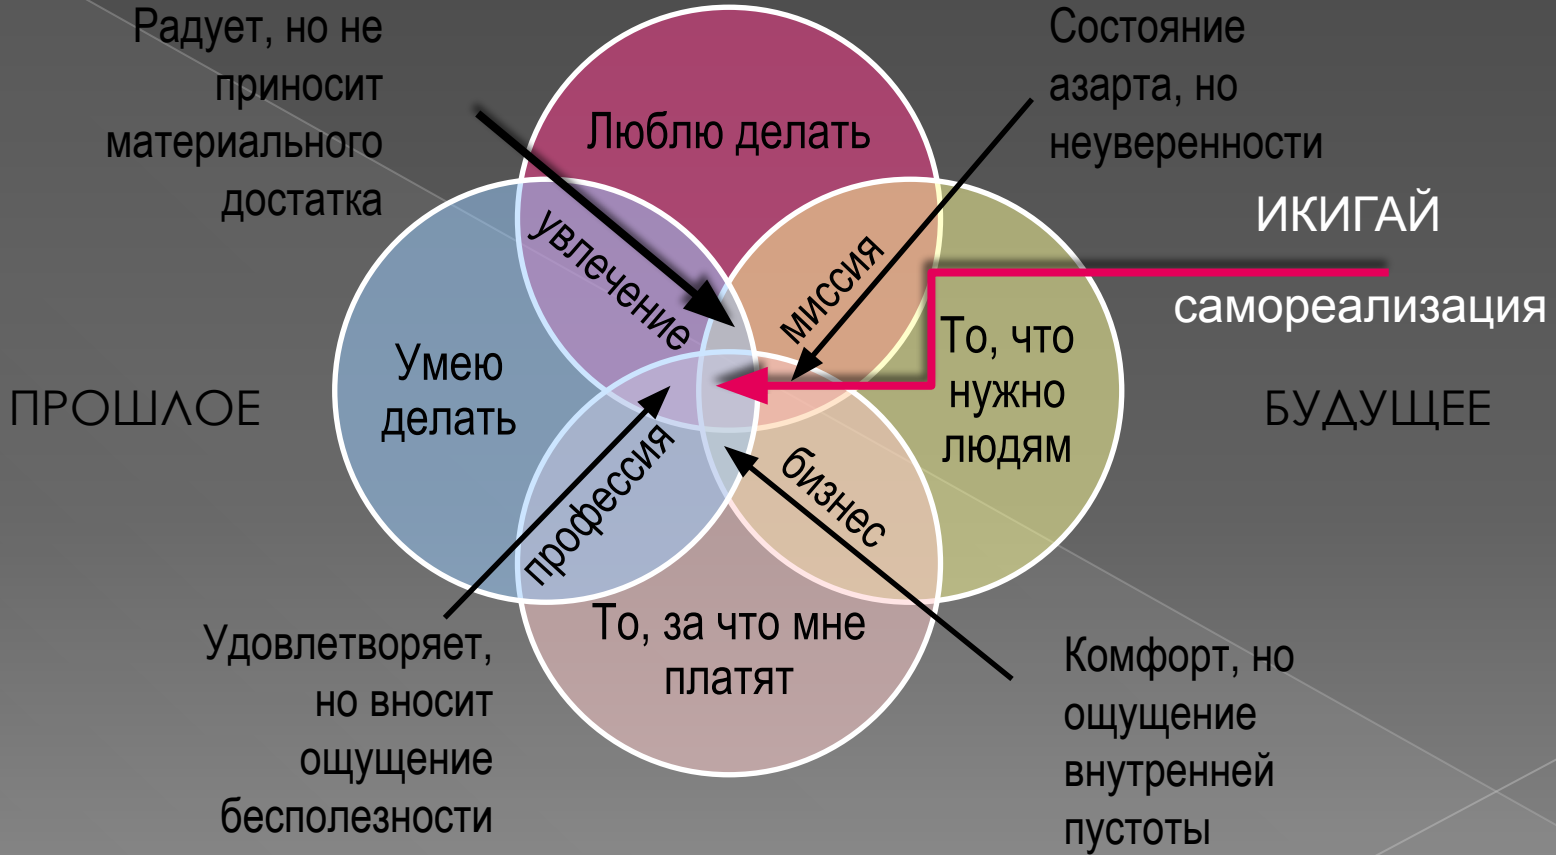 Радует, но не
приносит
материального
достатка
Состояние
азарта, но
неуверенности
Люблю делать
ИКИГАЙ
самореализация
увлечение
миссия
Умею
делать
То, что
нужно
людям
ПРОШЛОЕ
БУДУЩЕЕ
профессия
бизнес
То, за что мне
платят
Удовлетворяет,
но вносит
ощущение
бесполезности
Комфорт, но
ощущение
внутренней
пустоты